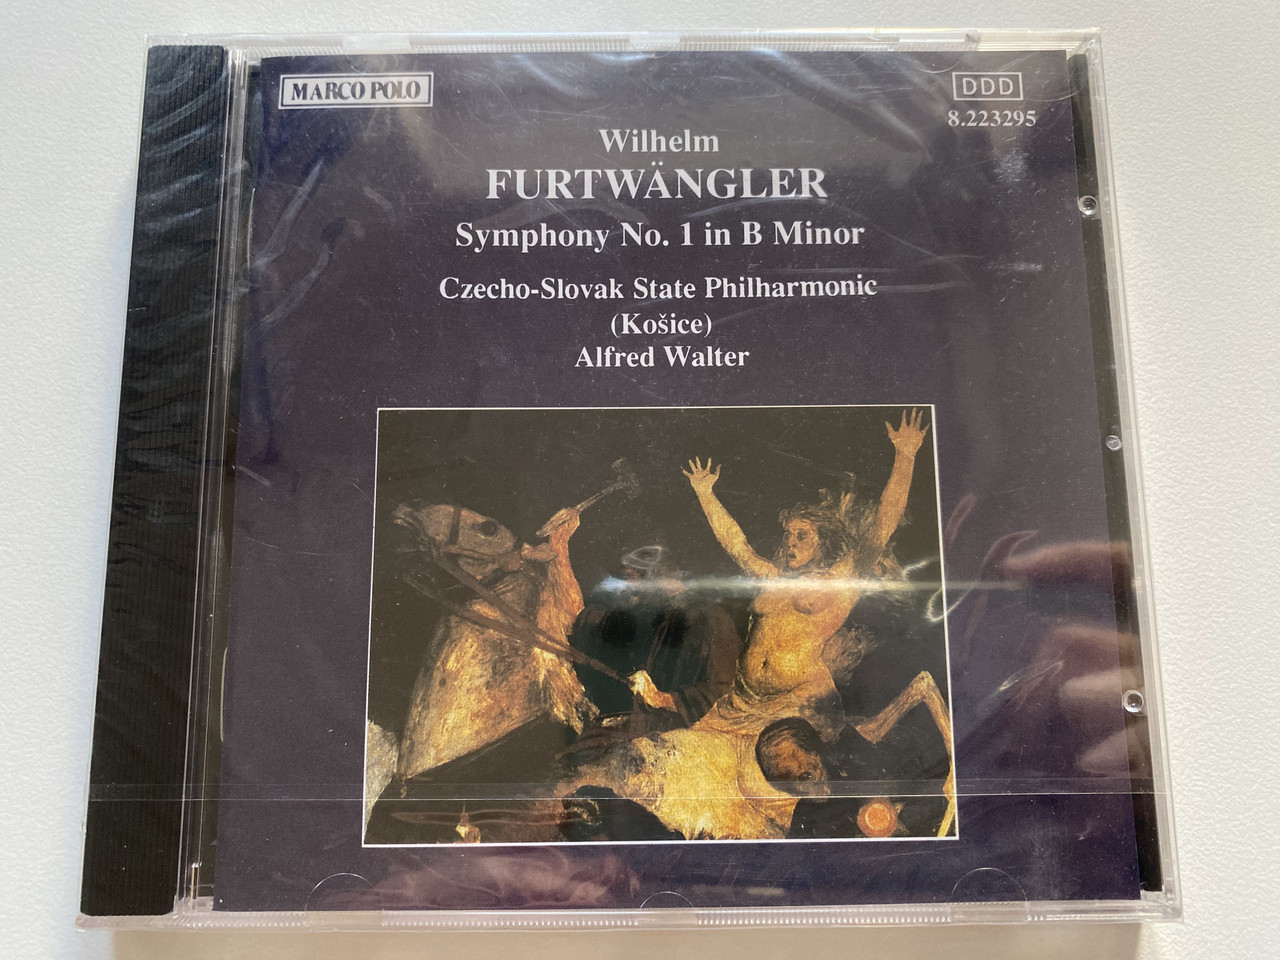 MARCO POLO
DDD
8.223295
Wilhelm
FURTWÄNGLER
Symphony No. 1 in B Minor
Czecho-Slovak State Philharmonic
(Košice)
Alfred Walter